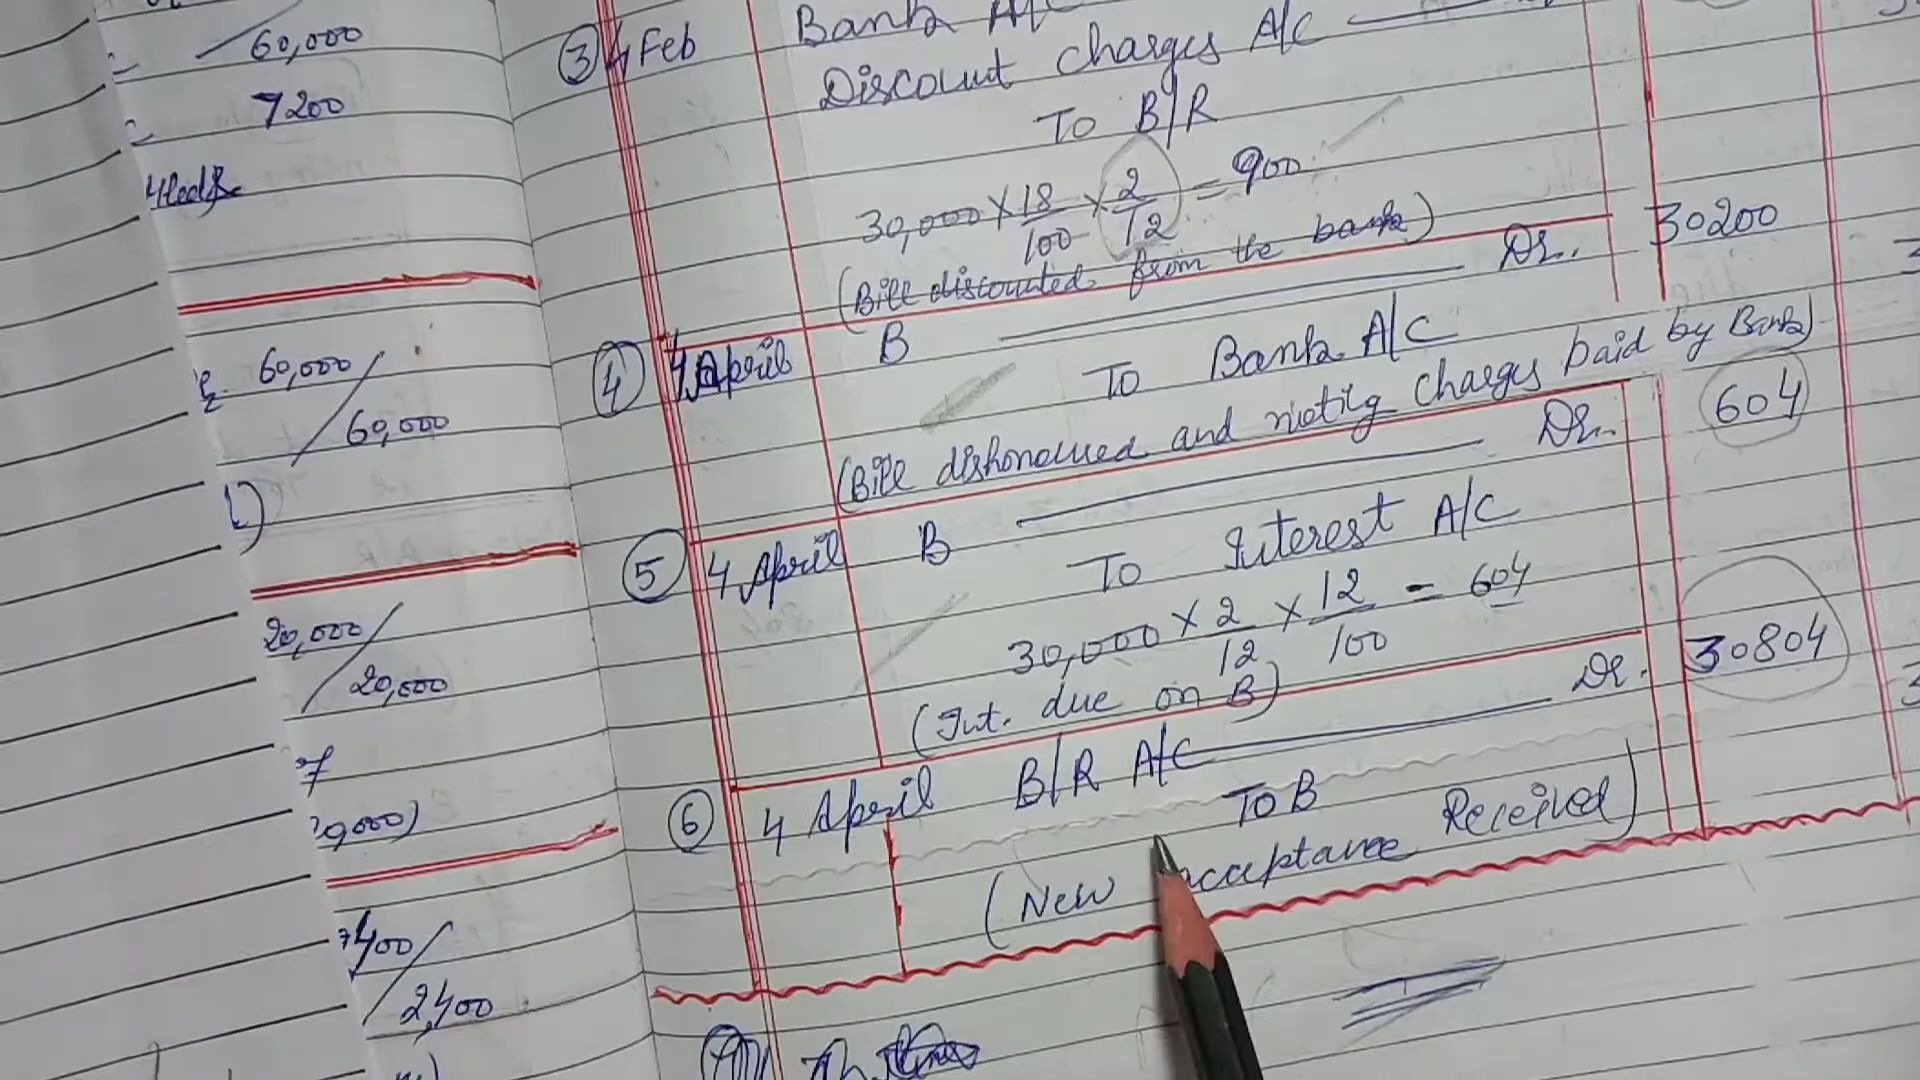 60,000
7200
60,000
60,000
20,000
20,000
400
2,400
③ 4 Feb
Bank A/C
Discount charges A/C
To B/R
30,000 × 18/100 × 2/12 = 900
(Bill discounted from the bank)
④ 4 April B Dr. 30200
To Bank A/C
(Bill dishonoured and noting charges paid by Bank)
⑤ 4 April B Dr. 604
To Interest A/C
30,000 × 2/12 × 12/100 = 604
(Int. due on B)
⑥ 4 April B/R A/C Dr. 30804
To B
(New acceptance Received)